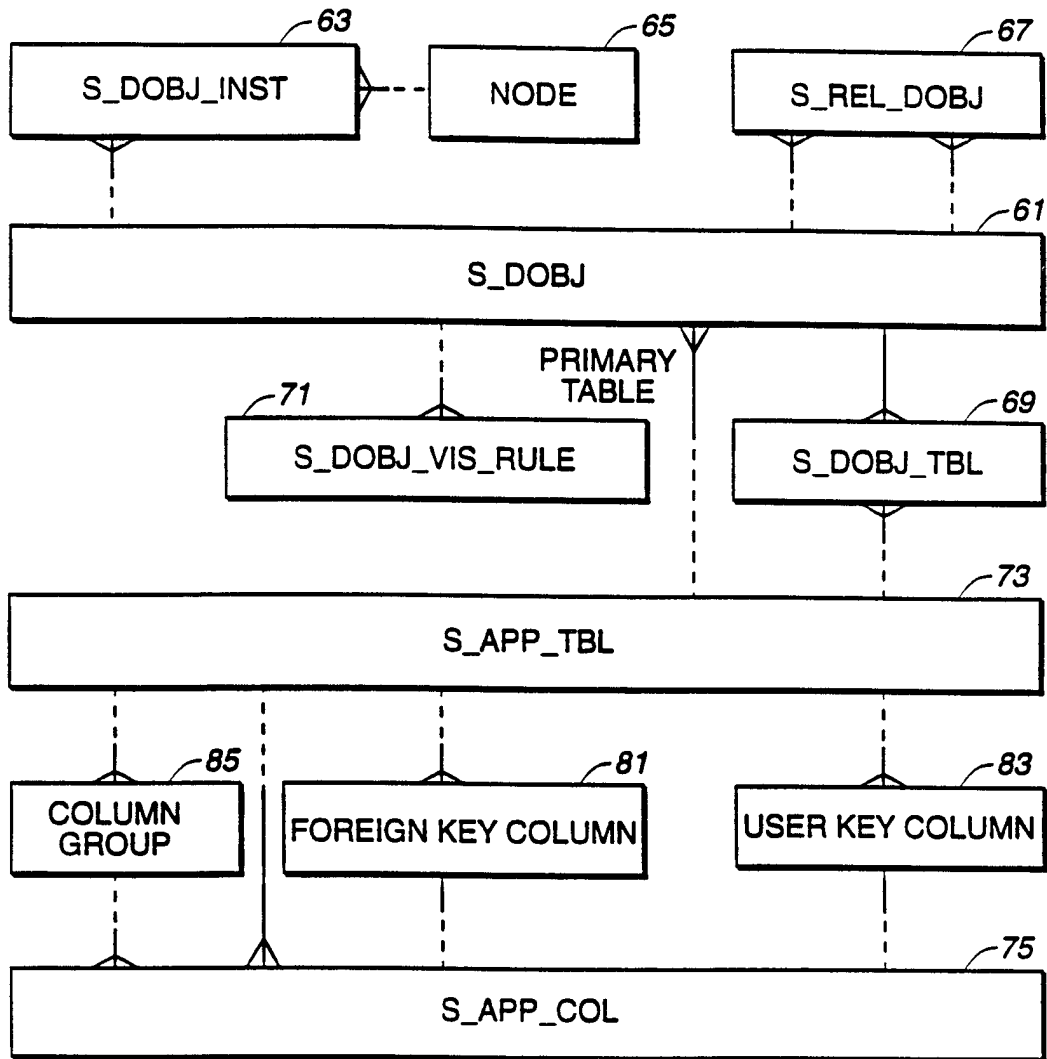 63
65
67
S_DOBJ_INST
NODE
S_REL_DOBJ
61
S_DOBJ
PRIMARY
TABLE
71
69
S_DOBJ_VIS_RULE
S_DOBJ_TBL
73
S_APP_TBL
85
81
83
COLUMN
GROUP
FOREIGN KEY COLUMN
USER KEY COLUMN
75
S_APP_COL